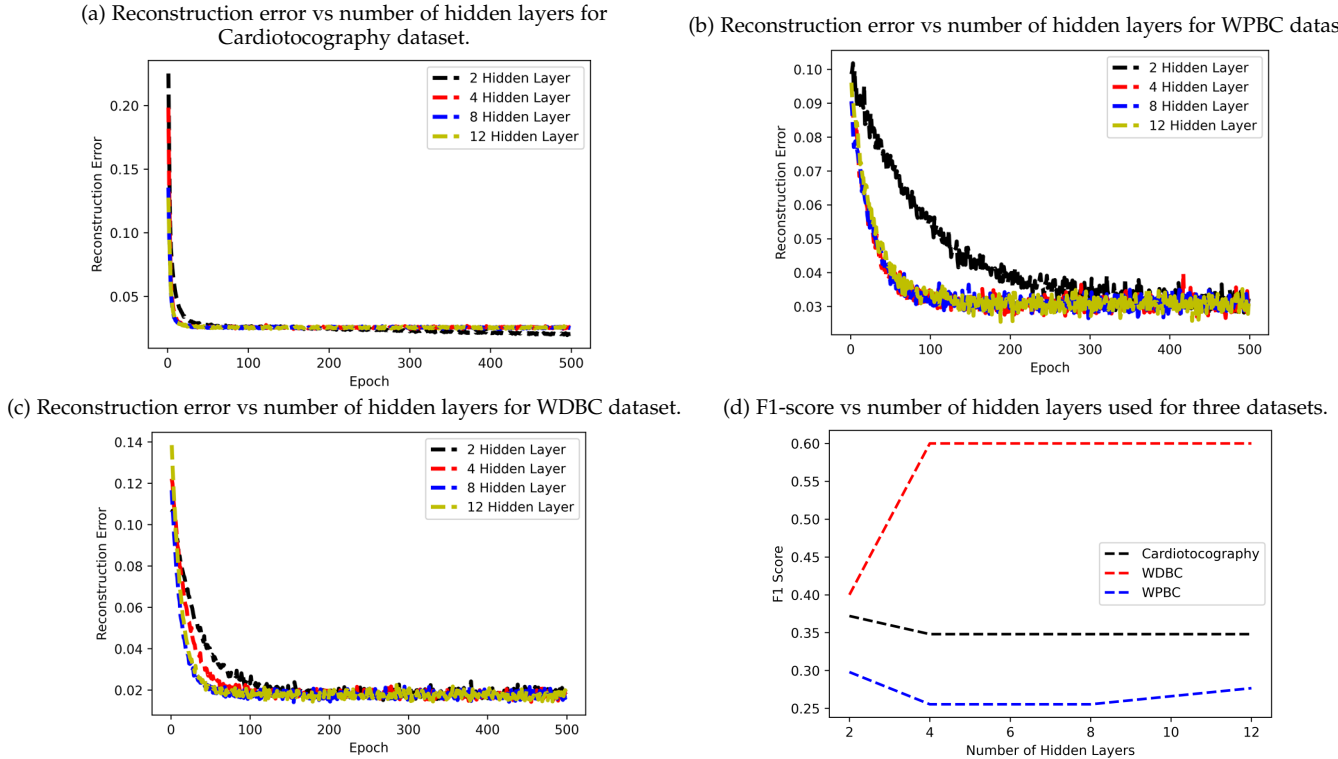 (a) Reconstruction error vs number of hidden layers for
Cardiotocography dataset.
2 Hidden Layer
4 Hidden Layer
8 Hidden Layer
12 Hidden Layer
0.20
0.15
0.10
0.05
Reconstruction Error
0
100
200
300
400
500
Epoch
(b) Reconstruction error vs number of hidden layers for WPBC datas
2 Hidden Layer
4 Hidden Layer
8 Hidden Layer
12 Hidden Layer
0.10
0.09
0.08
0.07
0.06
0.05
0.04
0.03
Reconstruction Error
0
100
200
300
400
500
Epoch
(c) Reconstruction error vs number of hidden layers for WDBC dataset.
2 Hidden Layer
4 Hidden Layer
8 Hidden Layer
12 Hidden Layer
0.14
0.12
0.10
0.08
0.06
0.04
0.02
Reconstruction Error
0
100
200
300
400
500
Epoch
(d) F1-score vs number of hidden layers used for three datasets.
0.60
0.55
0.50
0.45
0.40
0.35
0.30
0.25
F1 Score
Cardiotocography
WDBC
WPBC
2
4
6
8
10
12
Number of Hidden Layers